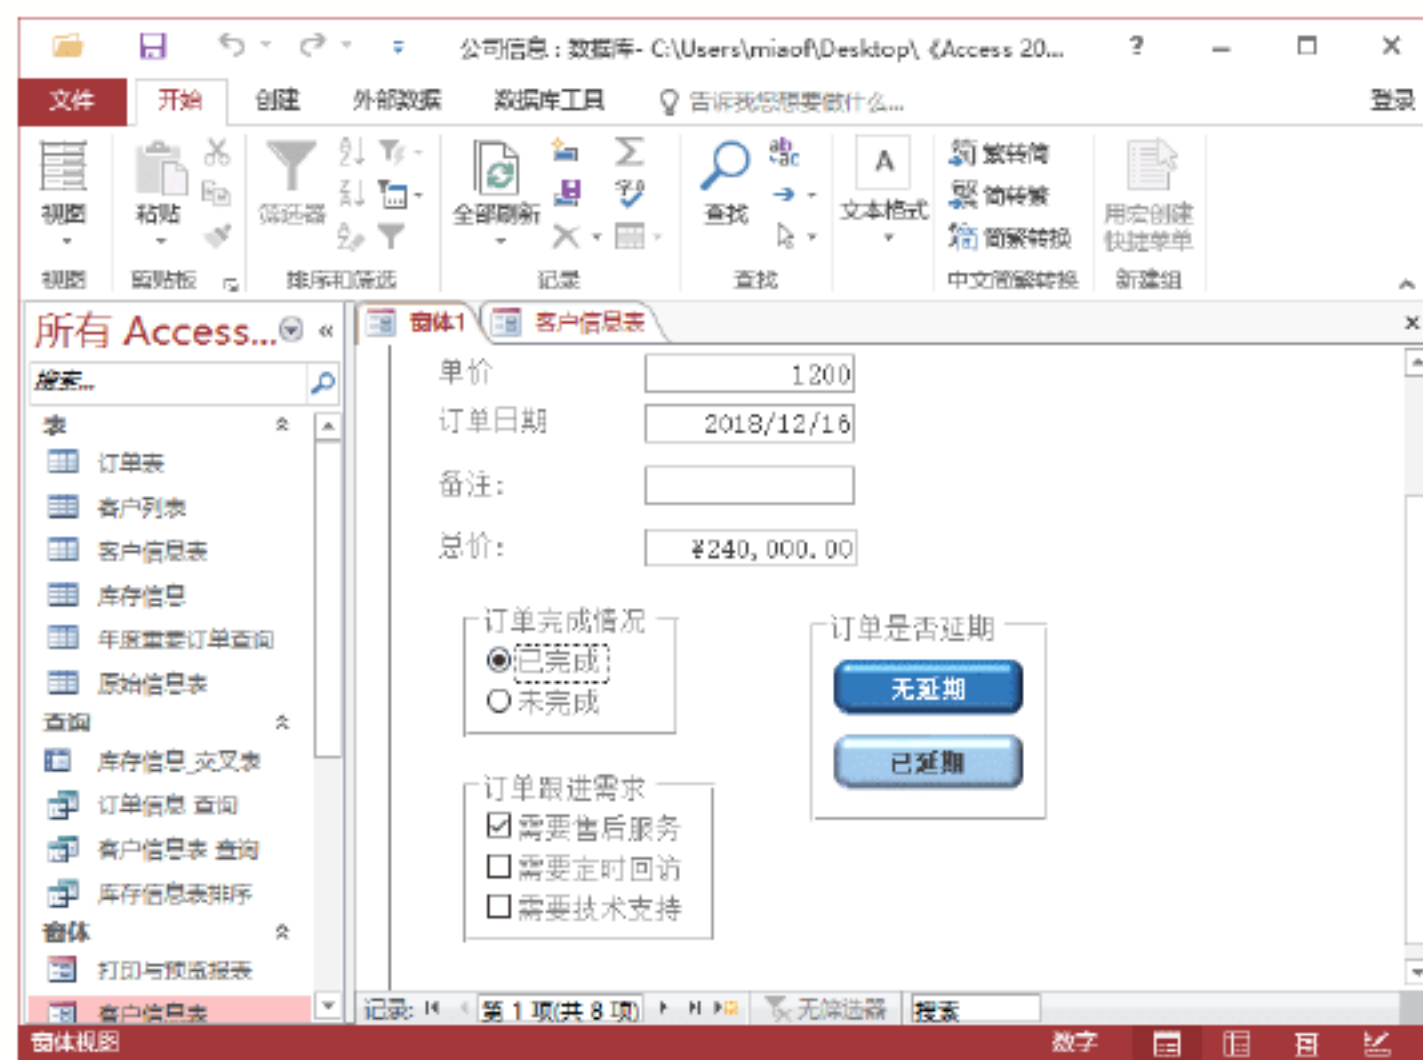 公司信息 : 数据库- C:\Users\miaof\Desktop\《Access 20... ?
文件 开始 创建 外部数据 数据库工具 告诉我您想要做什么... 登录
视图 粘贴 筛选器 全部刷新 查找 文本格式 繁转简
简转繁
简繁转换
用宏创建
快捷菜单
视图 剪贴板 排序和筛选 记录 查找 中文简繁转换 新建组
所有 Access... «
窗体1 客户信息表
搜索...
表
订单表
客户列表
客户信息表
库存信息
年度重要订单查询
原始信息表
查询
库存信息_交叉表
订单信息 查询
客户信息表 查询
库存信息表排序
窗体
打印与预览报表
客户信息表
单价 1200
订单日期 2018/12/16
备注:
总价: ¥240,000.00
订单完成情况
已完成
未完成
订单是否延期
无延期
已延期
订单跟进需求
需要售后服务
需要定时回访
需要技术支持
记录: 第 1 项(共 8 项) 无筛选器 搜索
窗体视图 数字